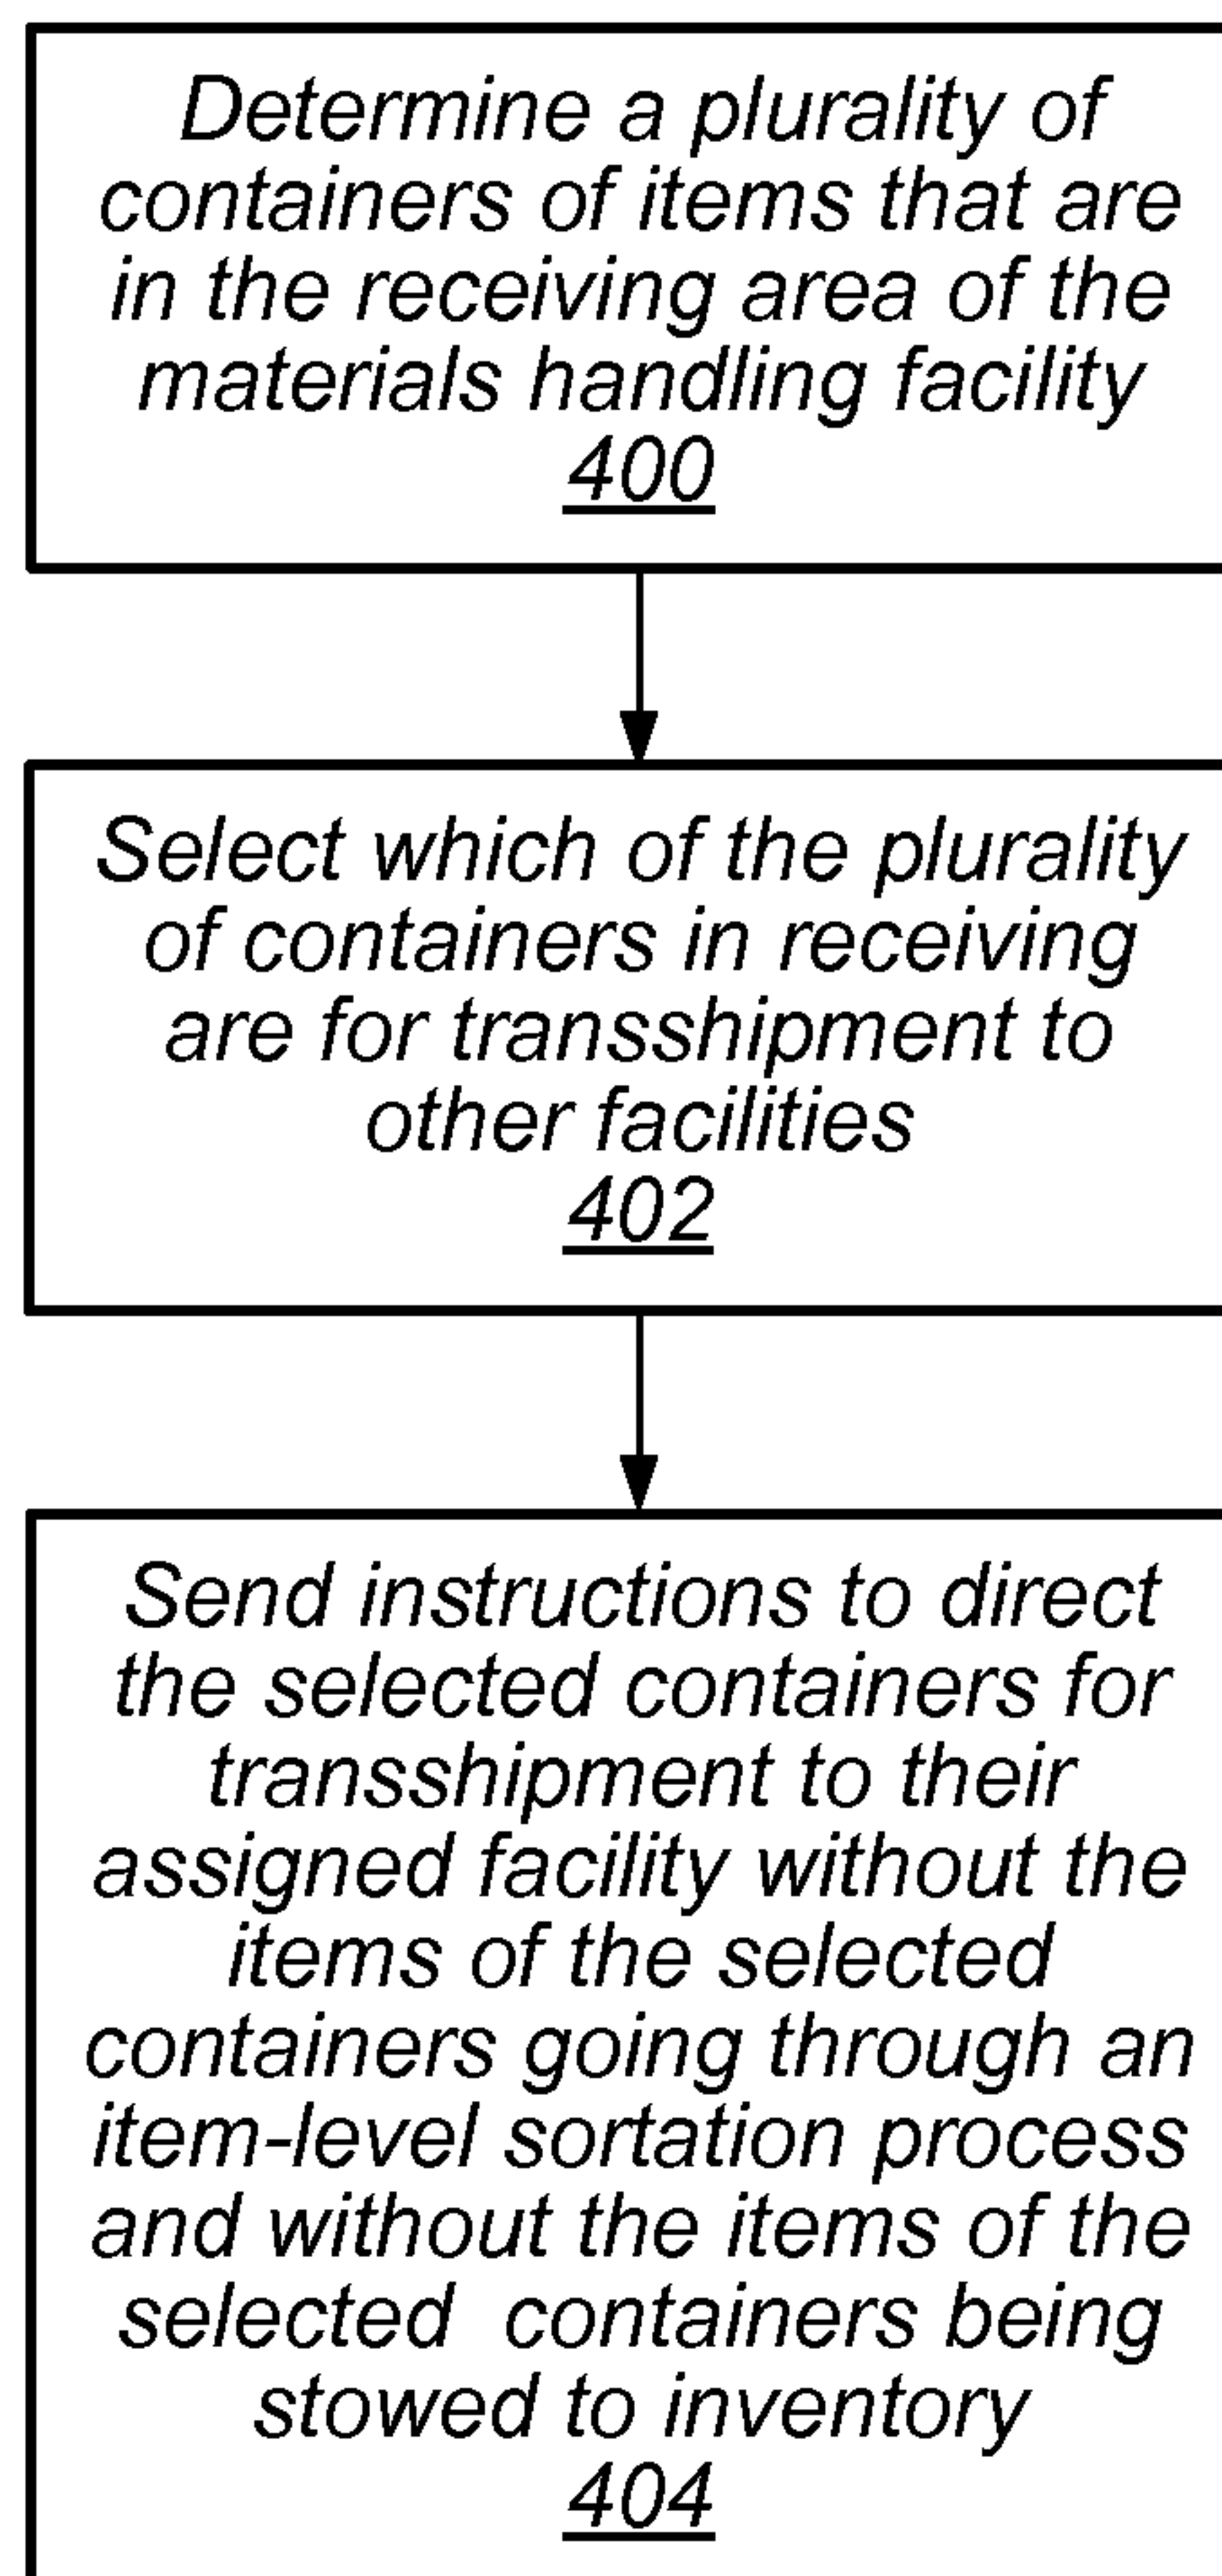 Determine a plurality of
containers of items that are
in the receiving area of the
materials handling facility
400
Select which of the plurality
of containers in receiving
are for transshipment to
other facilities
402
Send instructions to direct
the selected containers for
transshipment to their
assigned facility without the
items of the selected
containers going through an
item-level sortation process
and without the items of the
selected containers being
stowed to inventory
404